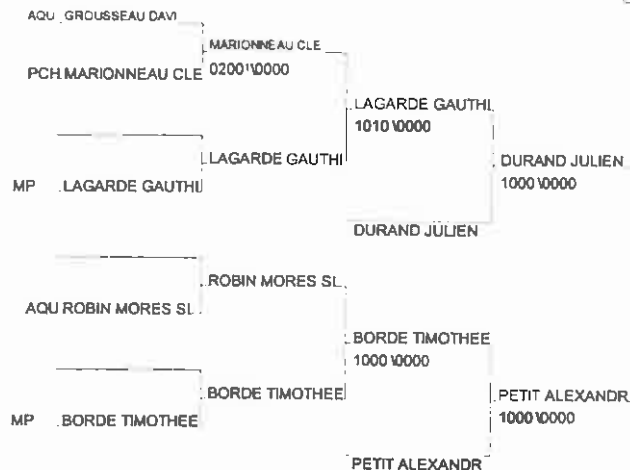 AQU GROUSSEAU DAVI
MARIONNEAU CLE
PCH MARIONNEAU CLE
0200\0000
LAGARDE GAUTHI
1010\0000
LAGARDE GAUTHI
DURAND JULIEN
MP LAGARDE GAUTHI
1000\0000
DURAND JULIEN
ROBIN MORES SL
AQU ROBIN MORES SL
BORDE TIMOTHEE
1000\0000
BORDE TIMOTHEE
PETIT ALEXANDR
MP BORDE TIMOTHEE
1000\0000
PETIT ALEXANDR